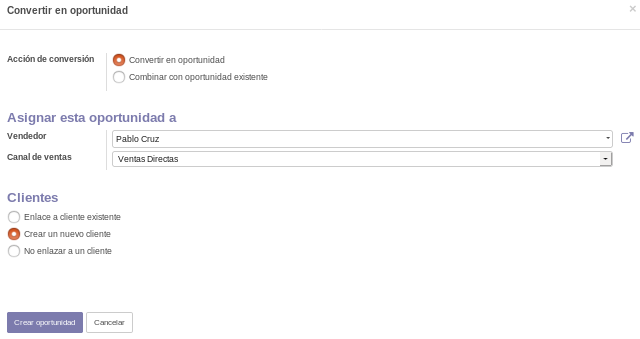 Convertir en oportunidad
×
Acción de conversión
Convertir en oportunidad
Combinar con oportunidad existente
Asignar esta oportunidad a
Vendedor
Pablo Cruz
Canal de ventas
Ventas Directas
Clientes
Enlace a cliente existente
Crear un nuevo cliente
No enlazar a un cliente
Crear oportunidad
Cancelar